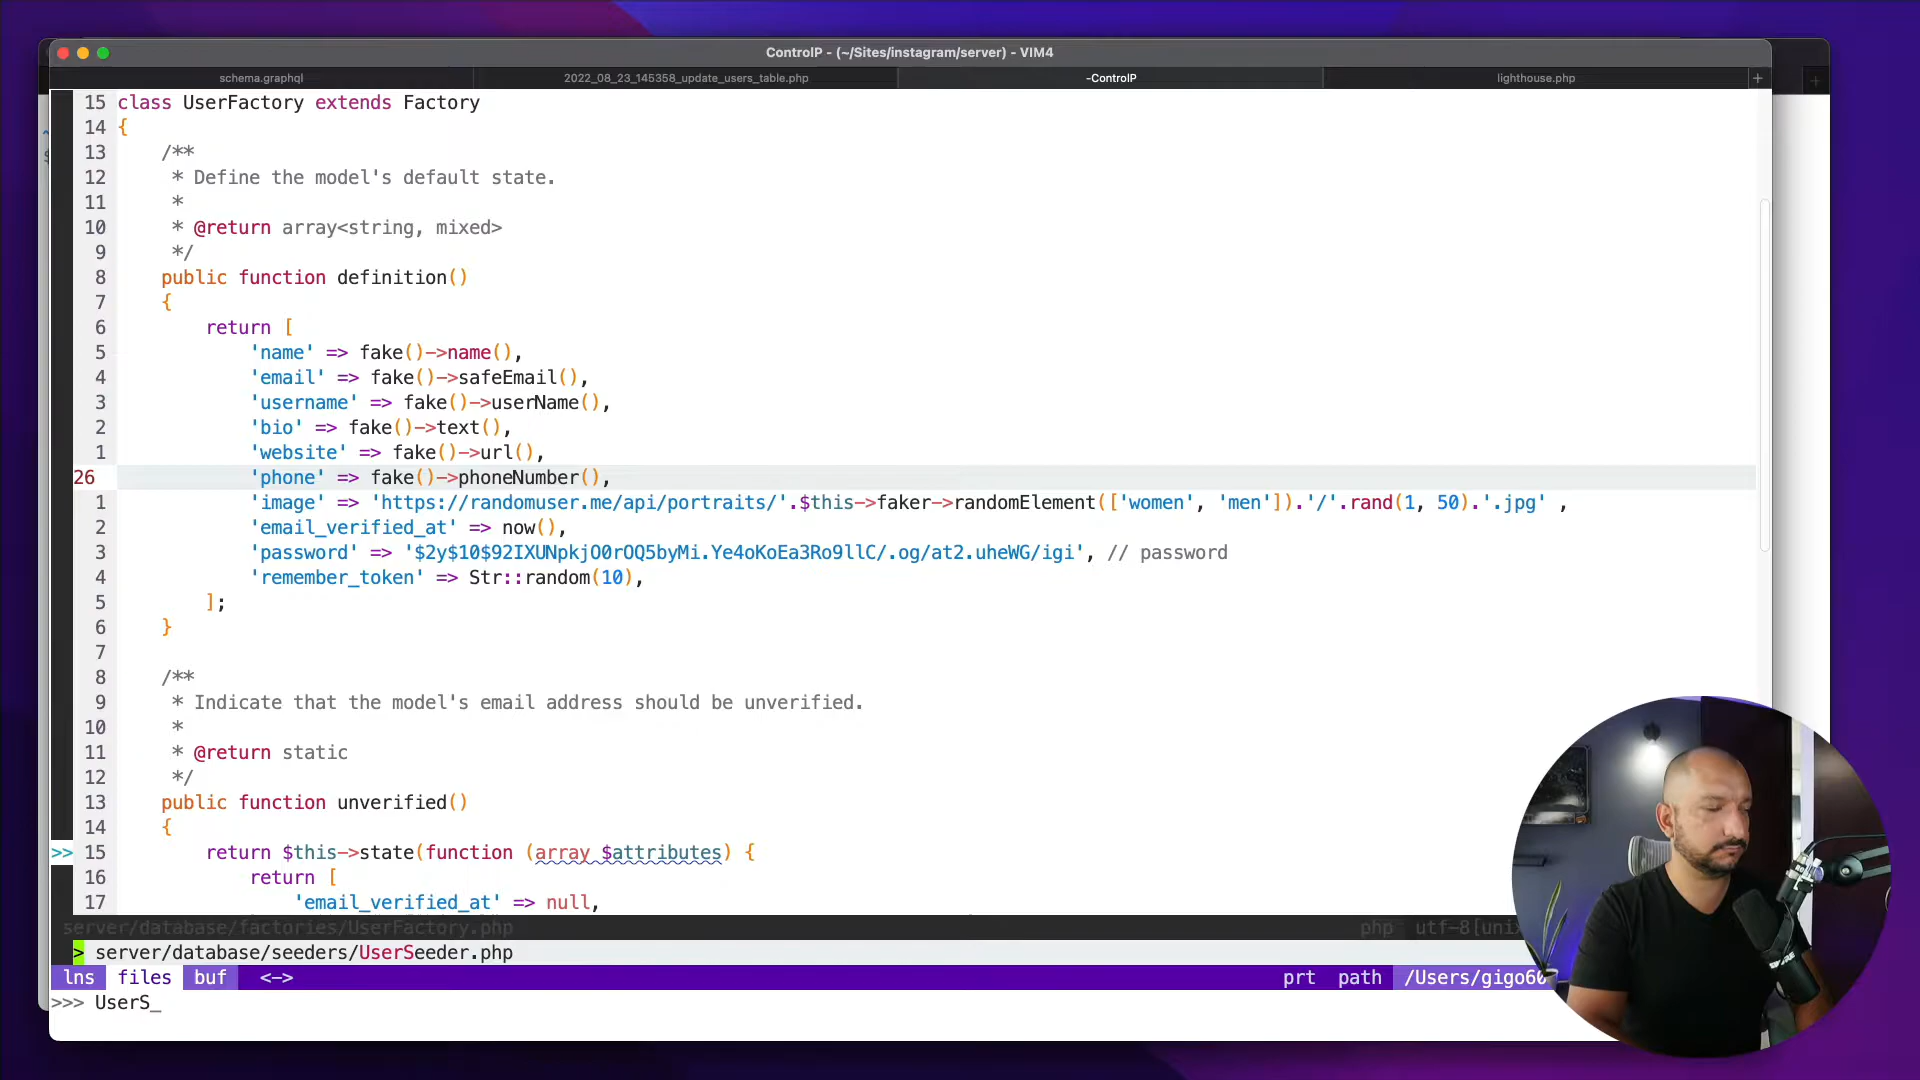 ControlP - (~/Sites/instagram/server) - VIM4
schema.graphql 2022_08_23_145358_update_users_table.php -ControlP lighthouse.php +
15 class UserFactory extends Factory
14 {
13 /**
12 * Define the model's default state.
11 *
10 * @return array<string, mixed>
9 */
8 public function definition()
7 {
6 return [
5 'name' => fake()->name(),
4 'email' => fake()->safeEmail(),
3 'username' => fake()->userName(),
2 'bio' => fake()->text(),
1 'website' => fake()->url(),
26 'phone' => fake()->phoneNumber(),
1 'image' => 'https://randomuser.me/api/portraits/'.$this->faker->randomElement(['women', 'men']).'/'.rand(1, 50).'.jpg' ,
2 'email_verified_at' => now(),
3 'password' => '$2y$10$92IXUNpkjO0rOQ5byMi.Ye4oKoEa3Ro9llC/.og/at2.uheWG/igi', // password
4 'remember_token' => Str::random(10),
5 ];
6 }
7
8 /**
9 * Indicate that the model's email address should be unverified.
10 *
11 * @return static
12 */
13 public function unverified()
14 {
>> 15 return $this->state(function (array $attributes) {
16 return [
17 'email_verified_at' => null,
server/database/factories/UserFactory.php php utf-8[unix
> server/database/seeders/UserSeeder.php
lns files buf <-> prt path /Users/gigo60
>>> UserS_